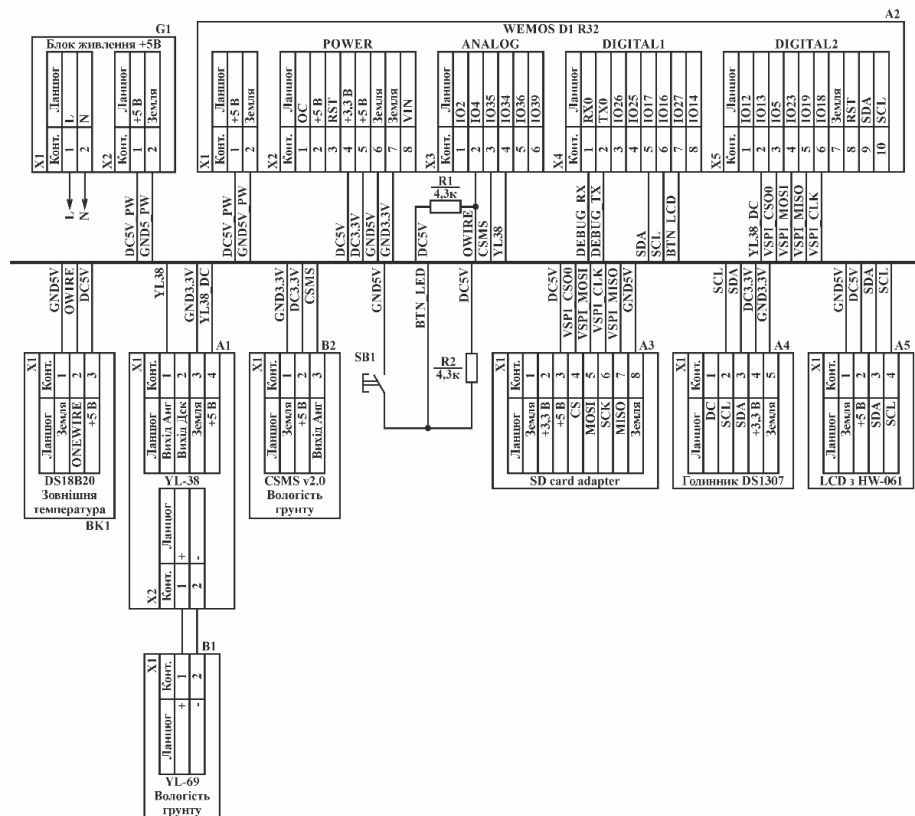 G1
Блок живлення +5В
X1
Конт. Ланцюг
1 L
2 N
X2
Конт. Ланцюг
1 +5 В
2 Земля
L
N
DC5V_PW
GND5_PW
A2
WEMOS D1 R32
X1
Конт. Ланцюг
1 +5 В
2 Земля
DC5V_PW
GND5V_PW
POWER
X2
Конт. Ланцюг
1 ОС
2 +5 В
3 RST
4 +3,3 В
5 +5 В
6 Земля
7 Земля
8 VIN
DC5V
DC3.3V
GND5V
GND3.3V
ANALOG
X3
Конт. Ланцюг
1 IO2
2 IO4
3 IO35
4 IO34
5 IO36
6 IO39
R1
4,3к
DC5V
OWIRE
CSMS
YL38
DIGITAL1
X4
Конт. Ланцюг
1 RX0
2 TX0
3 IO26
4 IO25
5 IO17
6 IO16
7 IO27
8 IO14
DEBUG_RX
DEBUG_TX
SDA
SCL
BTN_LCD
DIGITAL2
X5
Конт. Ланцюг
1 IO12
2 IO13
3 IO5
4 IO23
5 IO19
6 IO18
7 Земля
8 RST
9 SDA
10 SCL
YL38_DC
VSPI_CSO0
VSPI_MOSI
VSPI_MISO
VSPI_CLK
GND5V
OWIRE
DC5V
X1
Ланцюг Конт.
Земля 1
ONEWIRE 2
+5 В 3
DS18B20
Зовнішня
температура
BK1
YL38
GND3.3V
YL38_DC
A1
X1
Ланцюг Конт.
Вихід Анг 1
Вихід Дск 2
Земля 3
+5 В 4
YL-38
X2
Конт. Ланцюг
1 +
2 -
B1
X1
Ланцюг Конт.
+ 1
- 2
YL-69
Вологість
грунту
GND3.3V
DC3.3V
CSMS
B2
X1
Ланцюг Конт.
Земля 1
+5 В 2
Вихід Анг 3
CSMS v2.0
Вологість
грунту
GND5V
SB1
BTN_LED
DC5V
R2
4,3к
DC5V
VSPI_CSO0
VSPI_MOSI
VSPI_CLK
VSPI_MISO
GND5V
A3
X1
Ланцюг Конт.
Земля 1
+3,3 В 2
+5 В 3
CS 4
MOSI 5
SCK 6
MISO 7
Земля 8
SD card adapter
SCL
SDA
DC3.3V
GND3.3V
A4
X1
Ланцюг Конт.
DC 1
SCL 2
SDA 3
+3,3 В 4
Земля 5
Годинник DS1307
GND5V
DC5V
SDA
SCL
A5
X1
Ланцюг Конт.
Земля 1
+5 В 2
SDA 3
SCL 4
LCD з HW-061